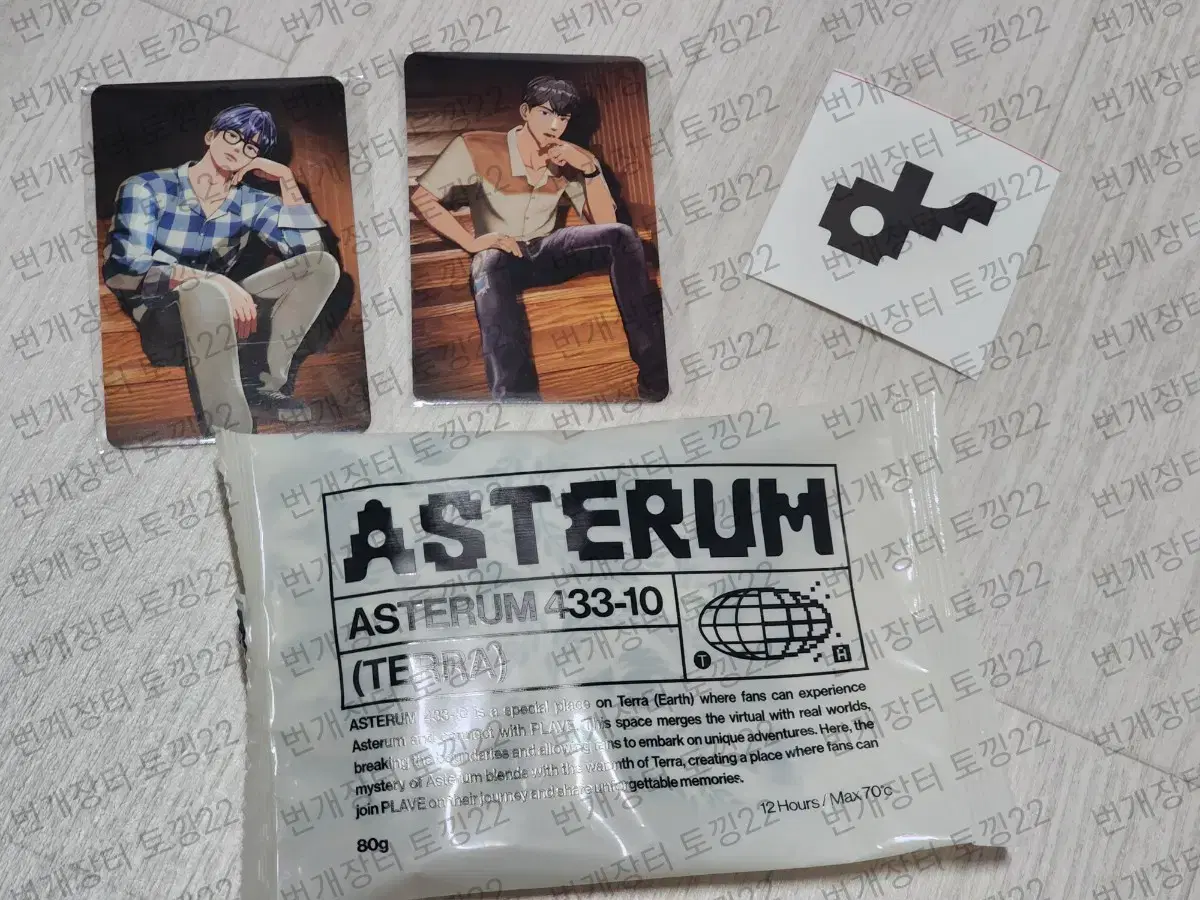 번개장터 토낑22
ASTERUM
ASTERUM 433-10
(TERRA)
T
A
ASTERUM 433-10 is a special place on Terra (Earth) where fans can experience
Asterum and connect with PLAVE. This space merges the virtual with real worlds,
breaking the boundaries and allowing fans to embark on unique adventures. Here, the
mystery of Asterum blends with the warmth of Terra, creating a place where fans can
join PLAVE on their journey and share unforgettable memories.
12 Hours / Max 70℃
80g